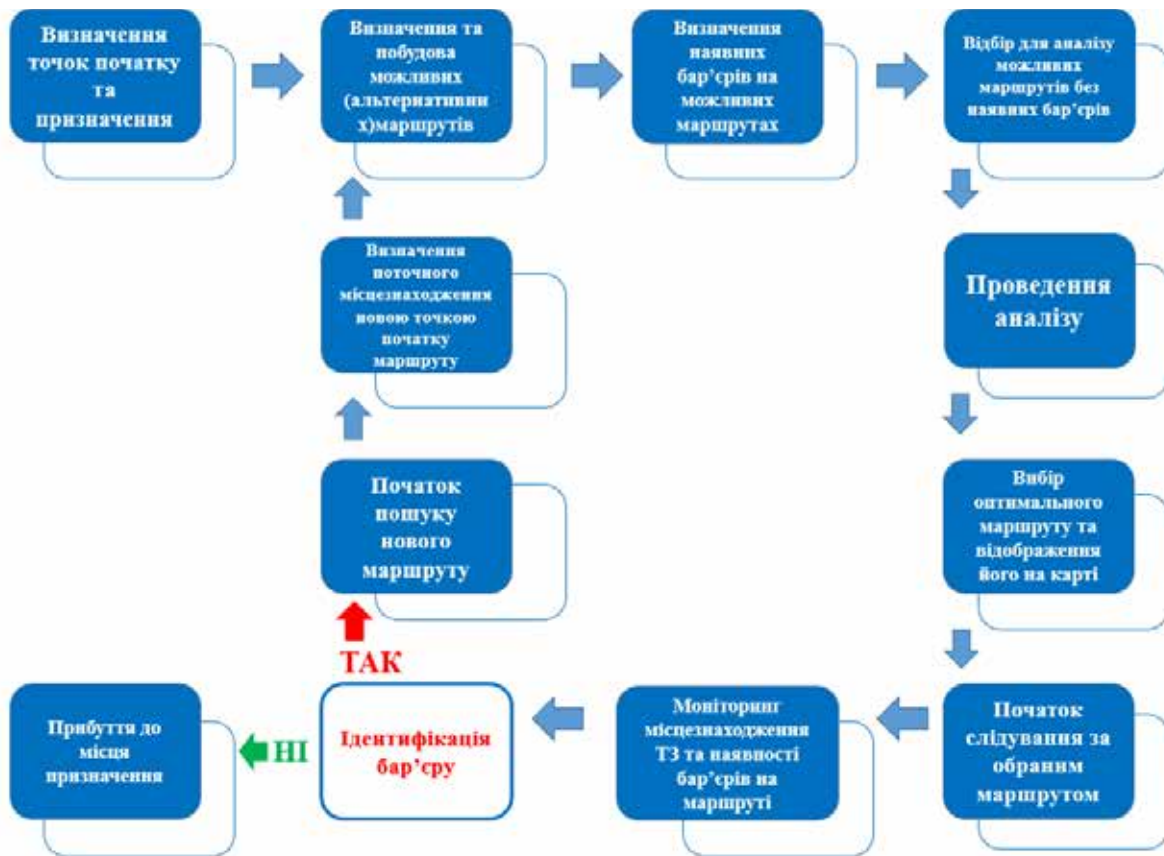 Визначення
точок початку
та
призначення
Визначення та
побудова
можливих
(альтернативни
х)маршрутів
Визначення
наявних
бар’єрів на
можливих
маршрутах
Відбір для аналізу
можливих
маршрутів без
наявних бар’єрів
Проведення
аналізу
Вибір
оптимального
маршруту та
відображення
його на карті
Початок
слідування за
обраним
маршрутом
Моніторинг
місцезнаходження
ТЗ та наявності
бар’єрів на
маршруті
Ідентифікація
бар’єру
ТАК
Початок
пошуку
нового
маршруту
Визначення
поточного
місцезнаходження
новою точкою
початку
маршруту
НІ
Прибуття до
місця
призначення